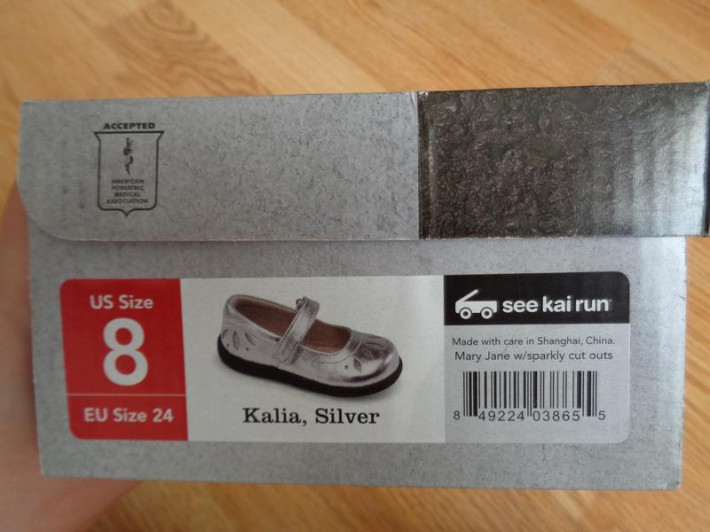 ACCEPTED
AMERICAN
PODIATRIC
MEDICAL
ASSOCIATION
US Size
8
EU Size 24
Kalia, Silver
see kai run
Made with care in Shanghai, China.
Mary Jane w/sparkly cut outs
8 49224 03865 5